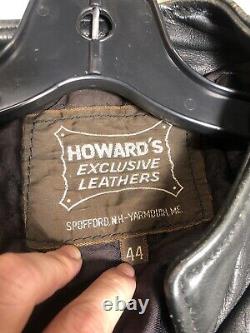 HOWARD'S
EXCLUSIVE
LEATHERS
SPOFFORD, N.H-YARMOUTH, ME.
44